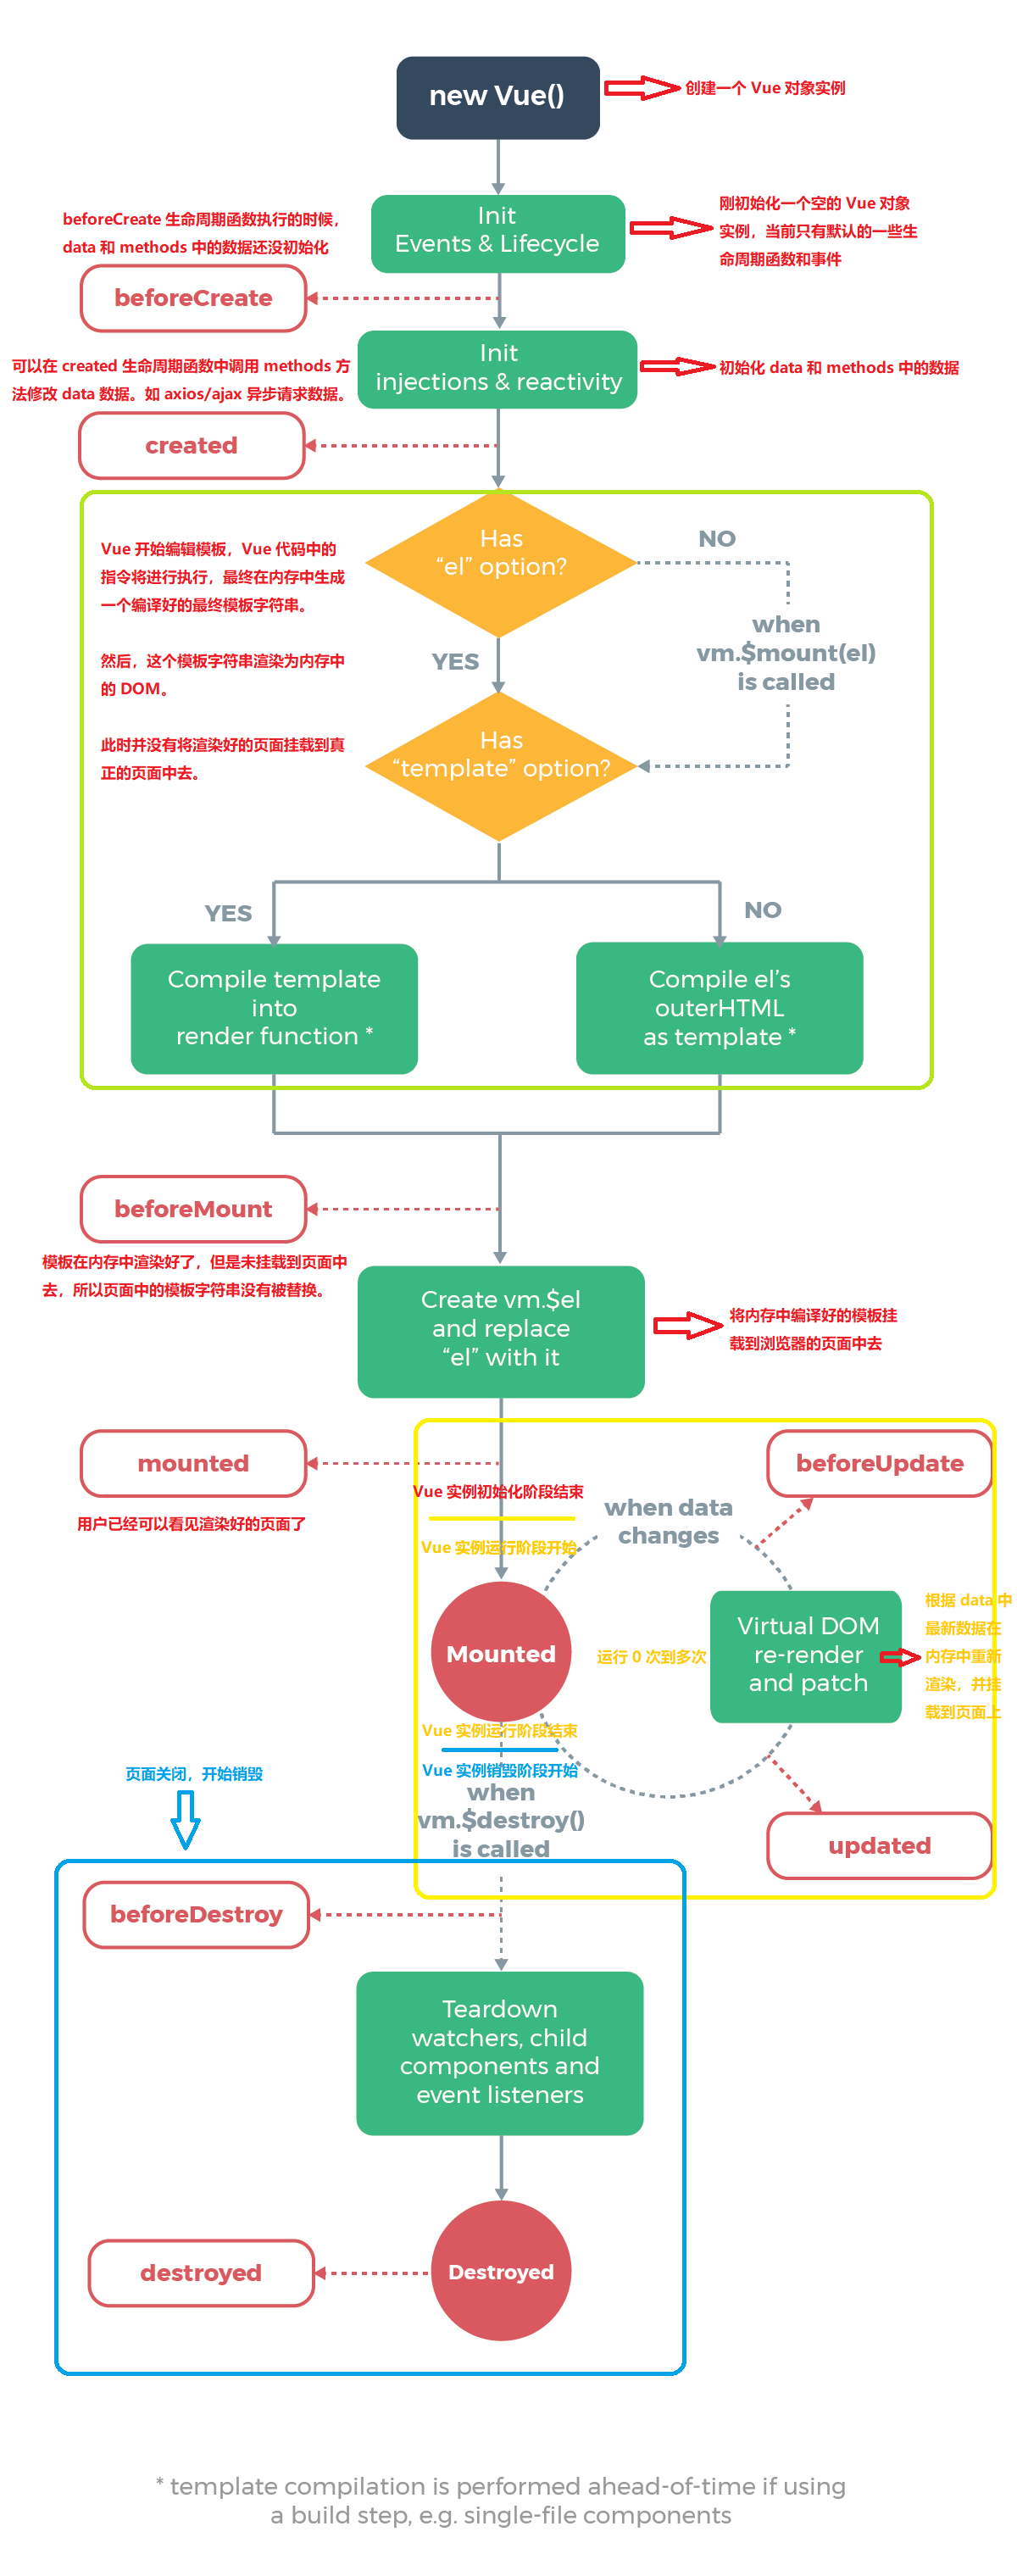 new Vue()
创建一个 Vue 对象实例
Init
Events & Lifecycle
刚初始化一个空的 Vue 对象
实例，当前只有默认的一些生
命周期函数和事件
beforeCreate 生命周期函数执行的时候，
data 和 methods 中的数据还没初始化
beforeCreate
Init
injections & reactivity
初始化 data 和 methods 中的数据
可以在 created 生命周期函数中调用 methods 方
法修改 data 数据。如 axios/ajax 异步请求数据。
created
Has
“el” option?
NO
Vue 开始编辑模板，Vue 代码中的
指令将进行执行，最终在内存中生成
一个编译好的最终模板字符串。
然后，这个模板字符串渲染为内存中
的 DOM。
此时并没有将渲染好的页面挂载到真
正的页面中去。
when
vm.$mount(el)
is called
YES
Has
“template” option?
YES
NO
Compile template
into
render function *
Compile el’s
outerHTML
as template *
beforeMount
模板在内存中渲染好了，但是未挂载到页面中
去，所以页面中的模板字符串没有被替换。
Create vm.$el
and replace
“el” with it
将内存中编译好的模板挂
载到浏览器的页面中去
mounted
用户已经可以看见渲染好的页面了
beforeUpdate
Vue 实例初始化阶段结束
Vue 实例运行阶段开始
when data
changes
Mounted
运行 0 次到多次
Virtual DOM
re-render
and patch
根据 data 中
最新数据在
内存中重新
渲染，并挂
载到页面上
Vue 实例运行阶段结束
Vue 实例销毁阶段开始
页面关闭，开始销毁
when
vm.$destroy()
is called
updated
beforeDestroy
Teardown
watchers, child
components and
event listeners
destroyed
Destroyed
* template compilation is performed ahead-of-time if using
a build step, e.g. single-file components